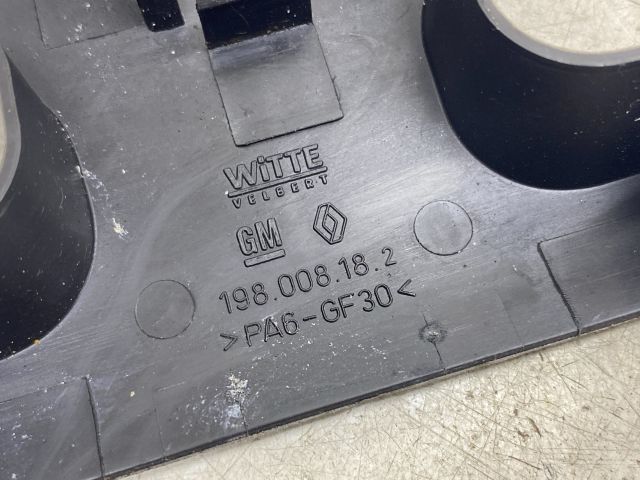 WiTTE
VELBERT
GM
198.008.18.2
>PA6-GF30<